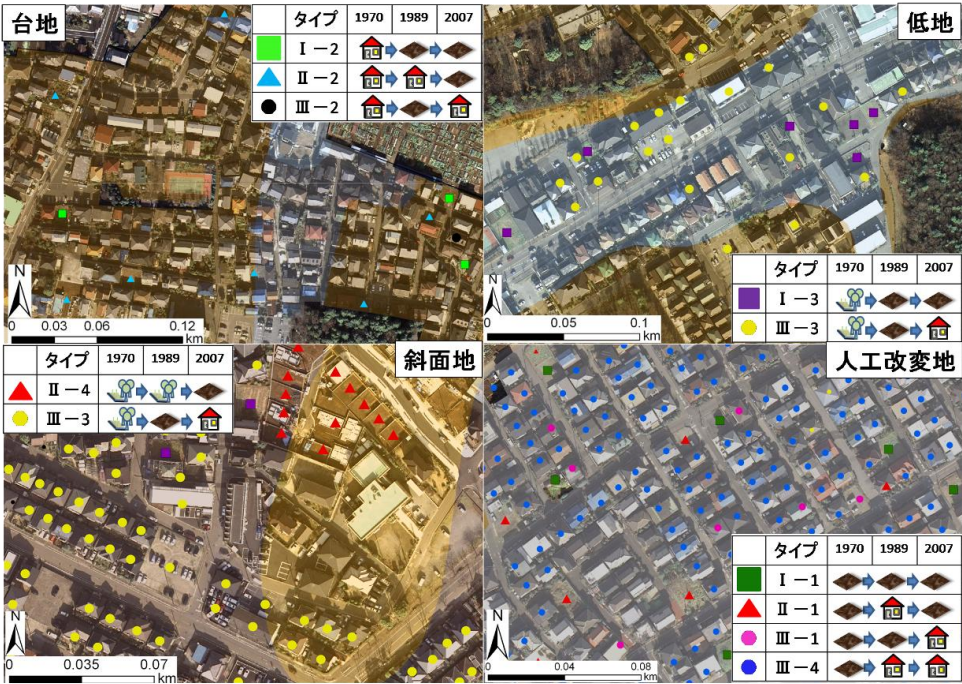 台地
タイプ 1970 1989 2007
Ⅰ－2
Ⅱ－2
Ⅲ－2
N
0 0.03 0.06 0.12
km
低地
タイプ 1970 1989 2007
Ⅰ－3
Ⅲ－3
N
0 0.05 0.1
km
斜面地
タイプ 1970 1989 2007
Ⅱ－4
Ⅲ－3
N
0 0.035 0.07
km
人工改変地
タイプ 1970 1989 2007
Ⅰ－1
Ⅱ－1
Ⅲ－1
Ⅲ－4
N
0 0.04 0.08
km